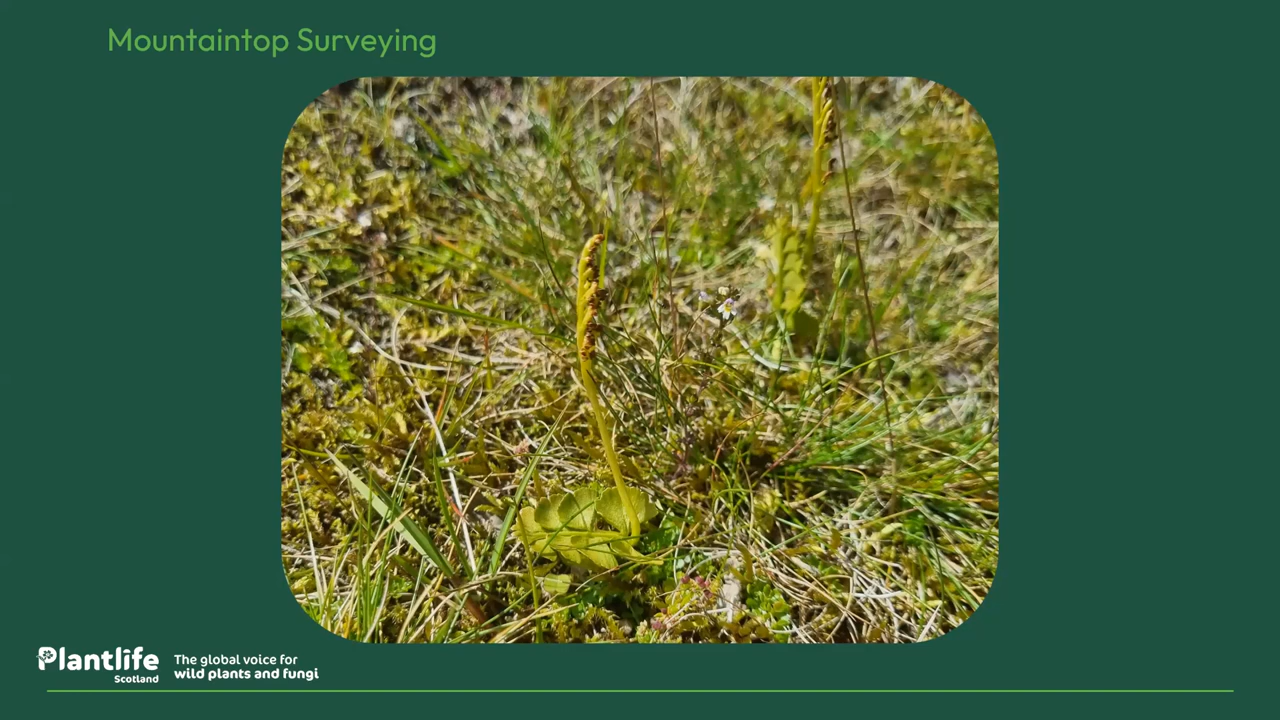 Mountaintop Surveying
Plantlife
Scotland
The global voice for
wild plants and fungi